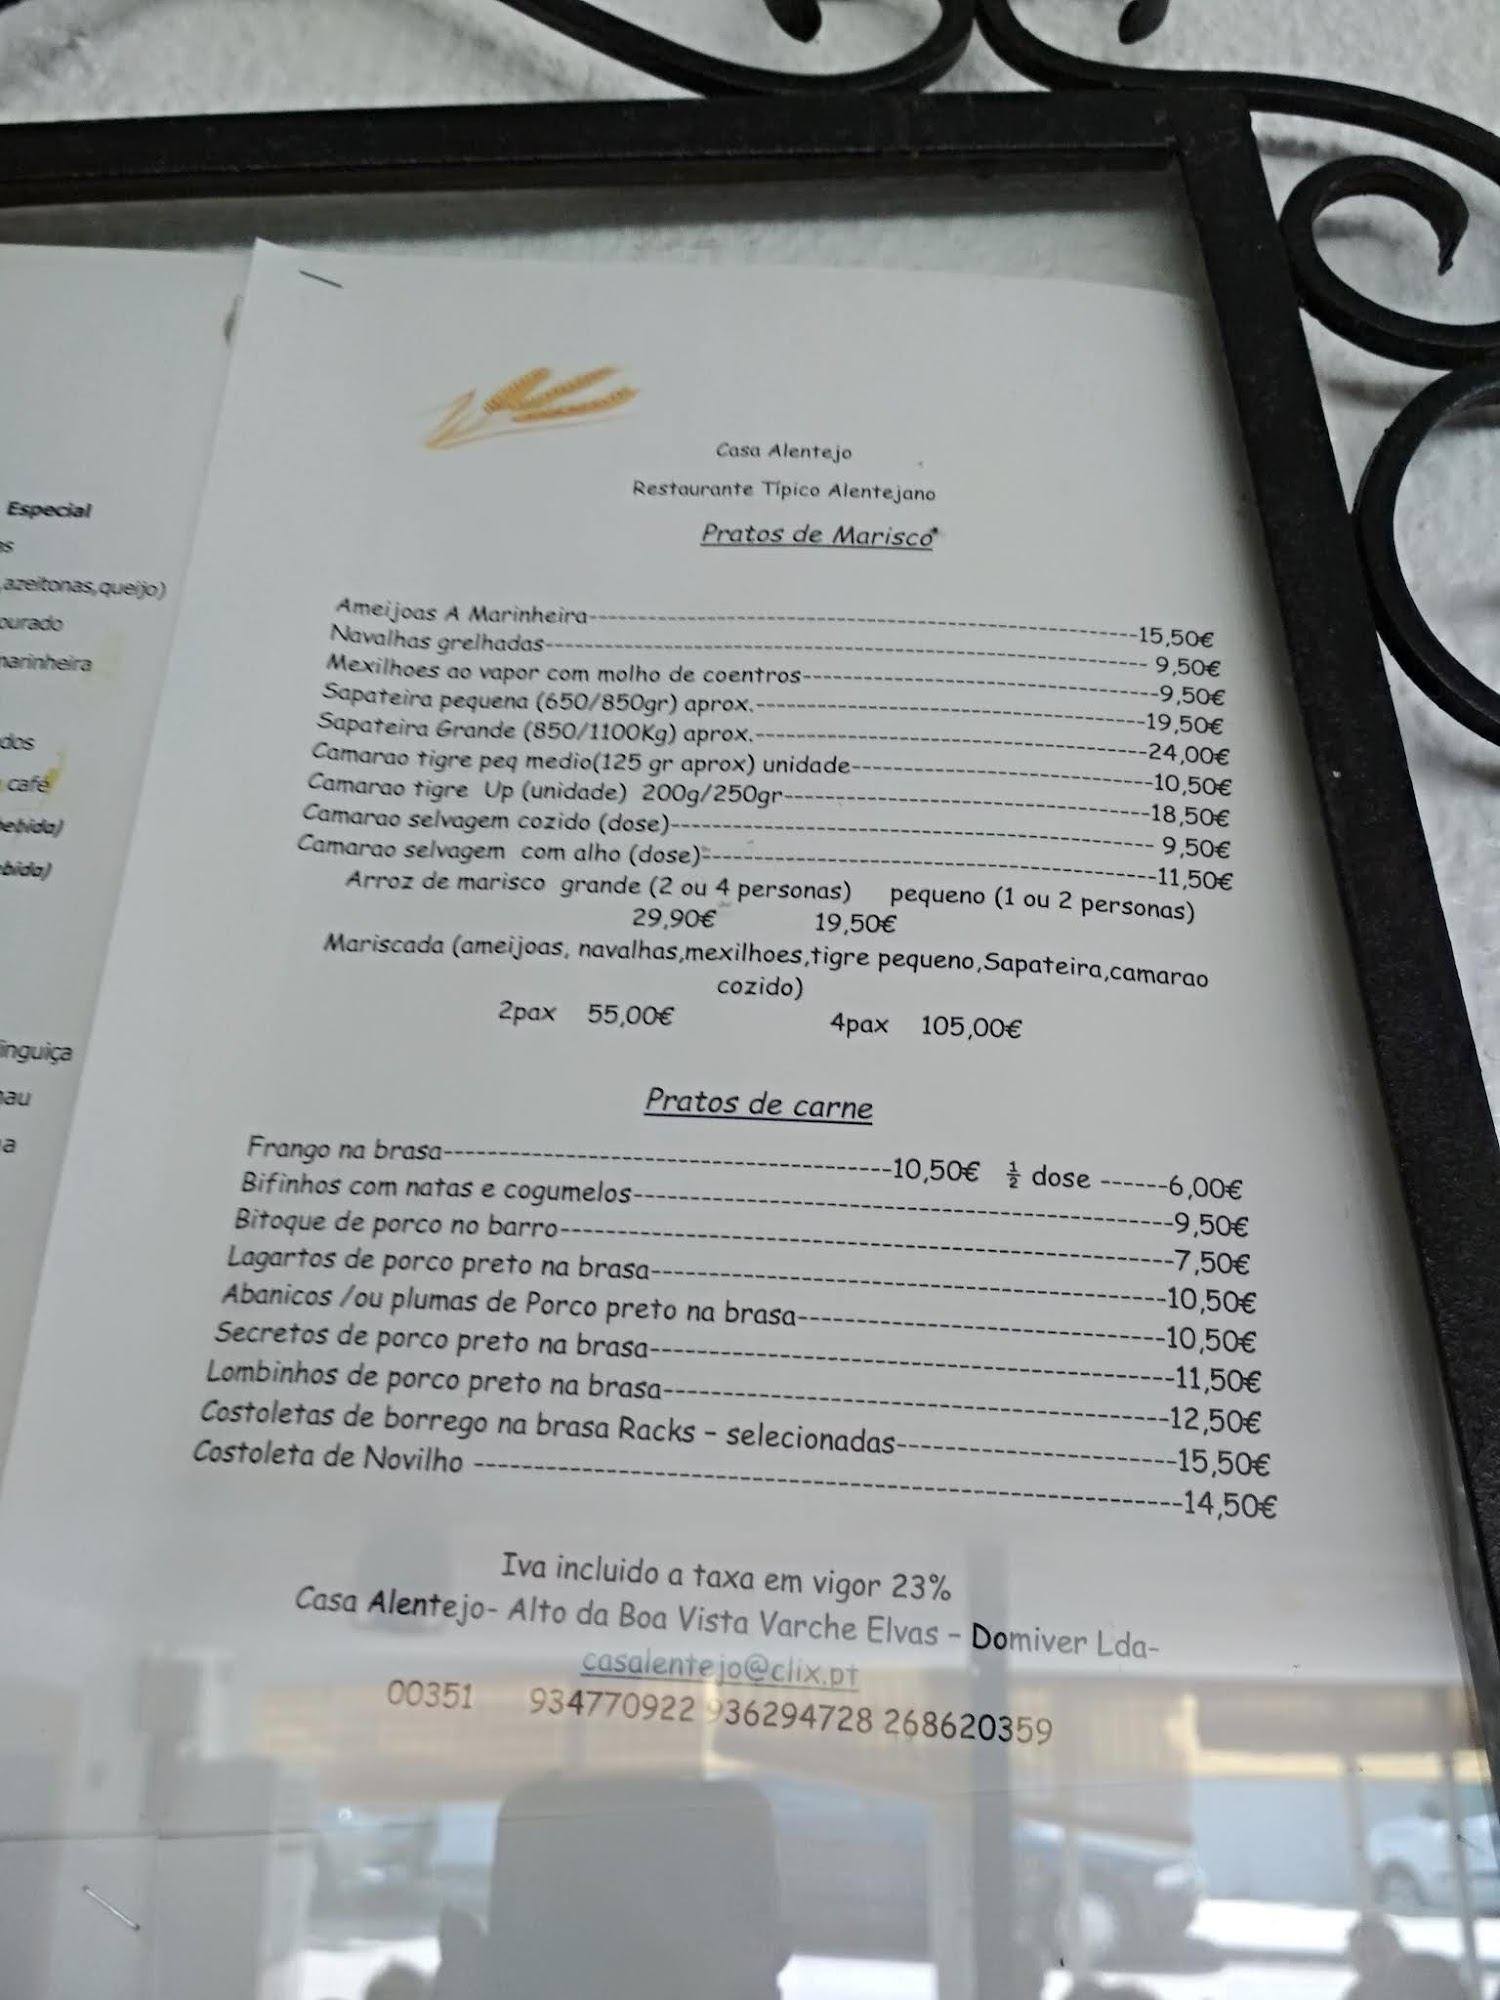 Especial
azeitonas,queijo)
café
Casa Alentejo
Restaurante Típico Alentejano
Pratos de Marisco
Ameijoas A Marinheira------15,50€
Navalhas grelhadas------ 9,50€
Mexilhoes ao vapor com molho de coentros------9,50€
Sapateira pequena (650/850gr) aprox.------19,50€
Sapateira Grande (850/1100Kg) aprox.------24,00€
Camarao tigre peq medio(125 gr aprox) unidade------10,50€
Camarao tigre Up (unidade) 200g/250gr------18,50€
Camarao selvagem cozido (dose)------ 9,50€
Camarao selvagem com alho (dose)------11,50€
Arroz de marisco grande (2 ou 4 personas) pequeno (1 ou 2 personas)
29,90€ 19,50€
Mariscada (ameijoas, navalhas,mexilhoes,tigre pequeno,Sapateira,camarao
cozido)
2pax 55,00€ 4pax 105,00€
Pratos de carne
Frango na brasa------10,50€ ½ dose ------6,00€
Bifinhos com natas e cogumelos------9,50€
Bitoque de porco no barro------7,50€
Lagartos de porco preto na brasa------10,50€
Abanicos /ou plumas de Porco preto na brasa------10,50€
Secretos de porco preto na brasa------11,50€
Lombinhos de porco preto na brasa------12,50€
Costoletas de borrego na brasa Racks – selecionadas------15,50€
Costoleta de Novilho ------14,50€
Iva incluido a taxa em vigor 23%
Casa Alentejo- Alto da Boa Vista Varche Elvas – Domiver Lda-
casalentejo@clix.pt
00351 934770922 936294728 268620359